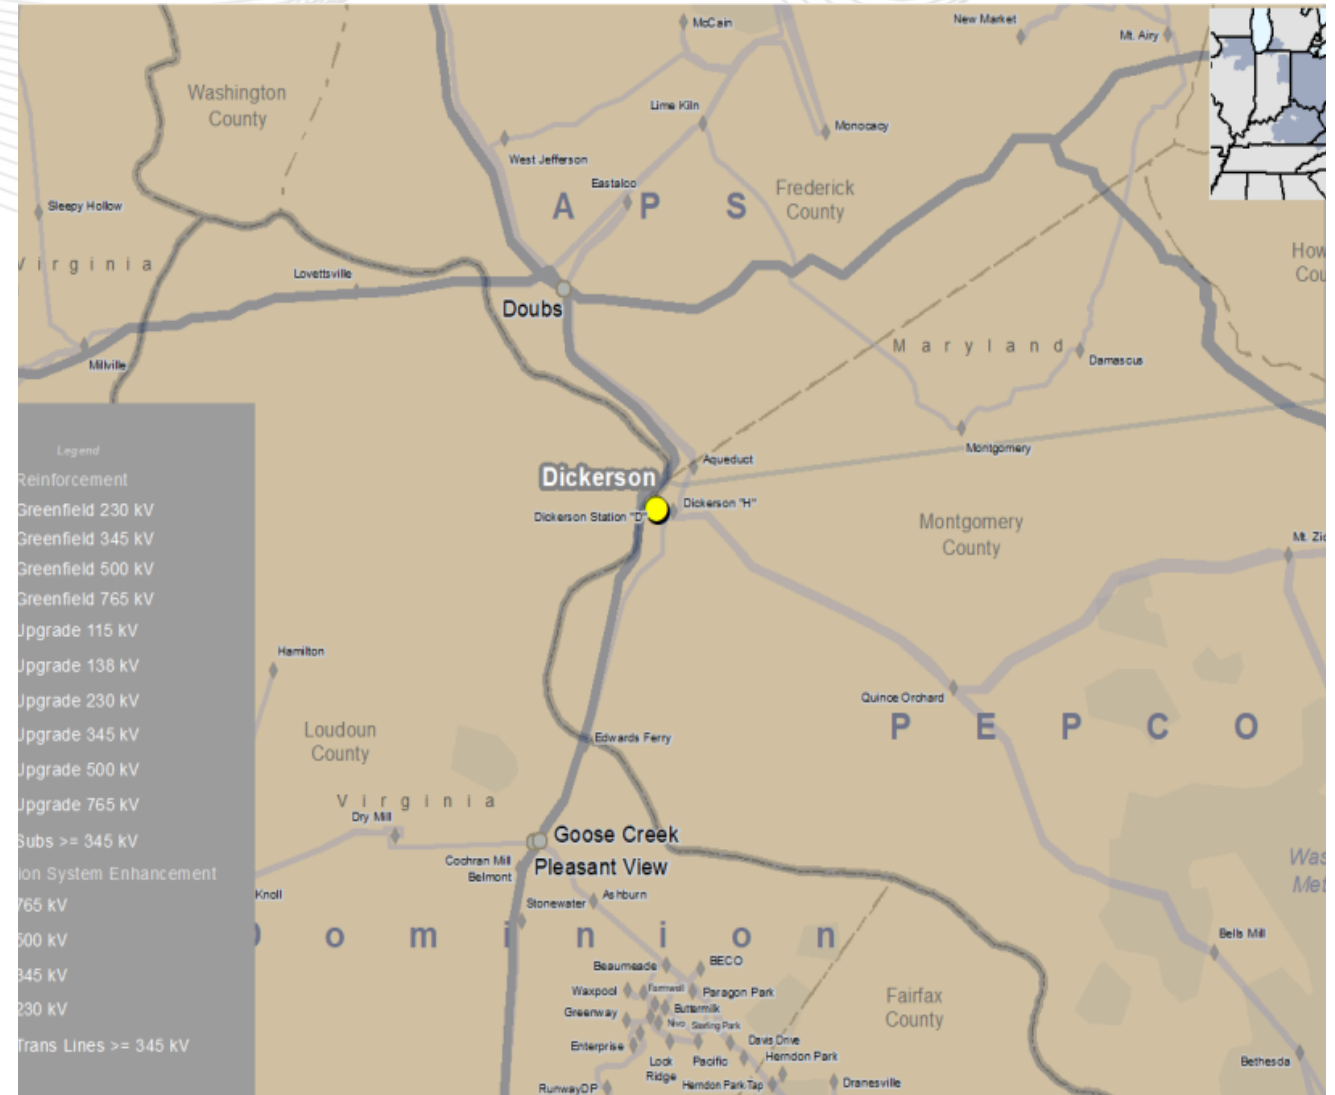 McCain
New Market
Mt. Airy
Washington
County
Lime Kiln
Monocacy
West Jefferson
Eastalco
Frederick
County
Sleepy Hollow
A P S
How
Cou
Virginia
Lovettsville
Doubs
Maryland
Damascus
Millville
Montgomery
Legend
Aqueduct
Dickerson
Reinforcement
Dickerson "H"
Greenfield 230 kV
Dickerson Station "D"
Montgomery
County
Greenfield 345 kV
Mt. Zio
Greenfield 500 kV
Greenfield 765 kV
Upgrade 115 kV
Hamilton
Upgrade 138 kV
Upgrade 230 kV
Quince Orchard
P E P C O
Upgrade 345 kV
Loudoun
County
Edwards Ferry
Upgrade 500 kV
Virginia
Upgrade 765 kV
Dry Mill
Subs >= 345 kV
Goose Creek
Pleasant View
Cochran Mill
Belmont
Was
Met
ion System Enhancement
Knoll
765 kV
Ashburn
Stonewater
500 kV
Dominion
Bells Mill
BECO
Beaumeade
345 kV
Waxpool
Farmwell
Paragon Park
Fairfax
County
230 kV
Greenway
Buttermilk
Nivo
Sterling Park
Trans Lines >= 345 kV
Enterprise
Davis Drive
Lock
Ridge
Pacific
Herndon Park
Bethesda
RunwayDP
Herndon Park Tap
Dranesville